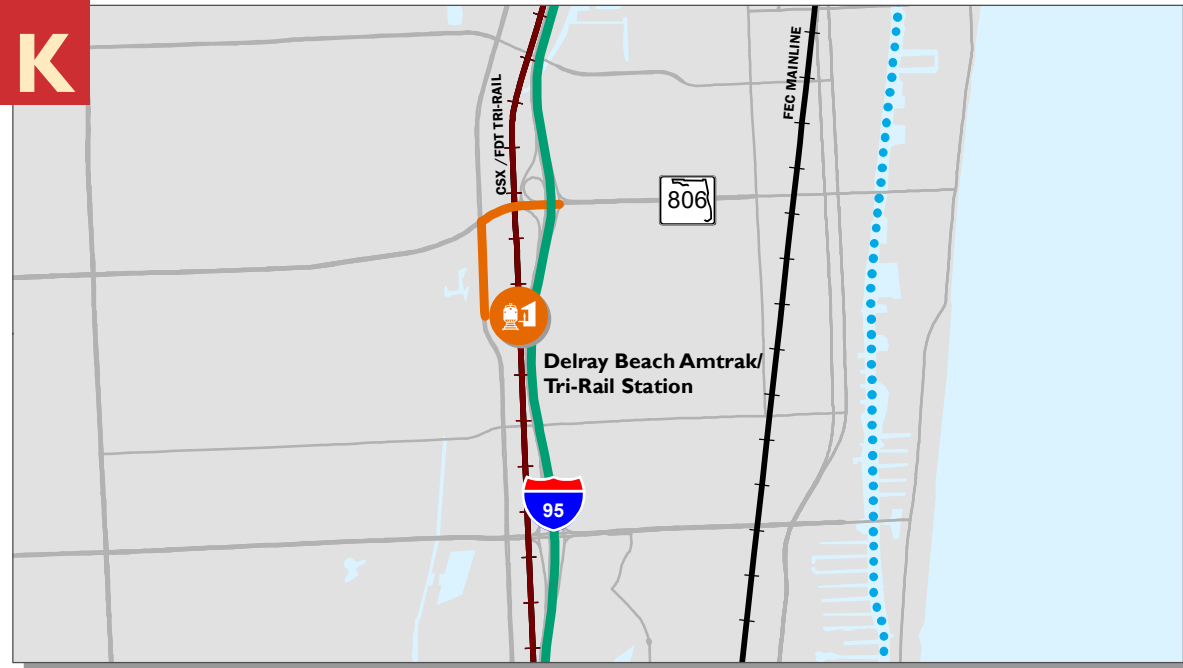 K
CSX / FDT TRI-RAIL
FEC MAINLINE
806
Delray Beach Amtrak/
Tri-Rail Station
95